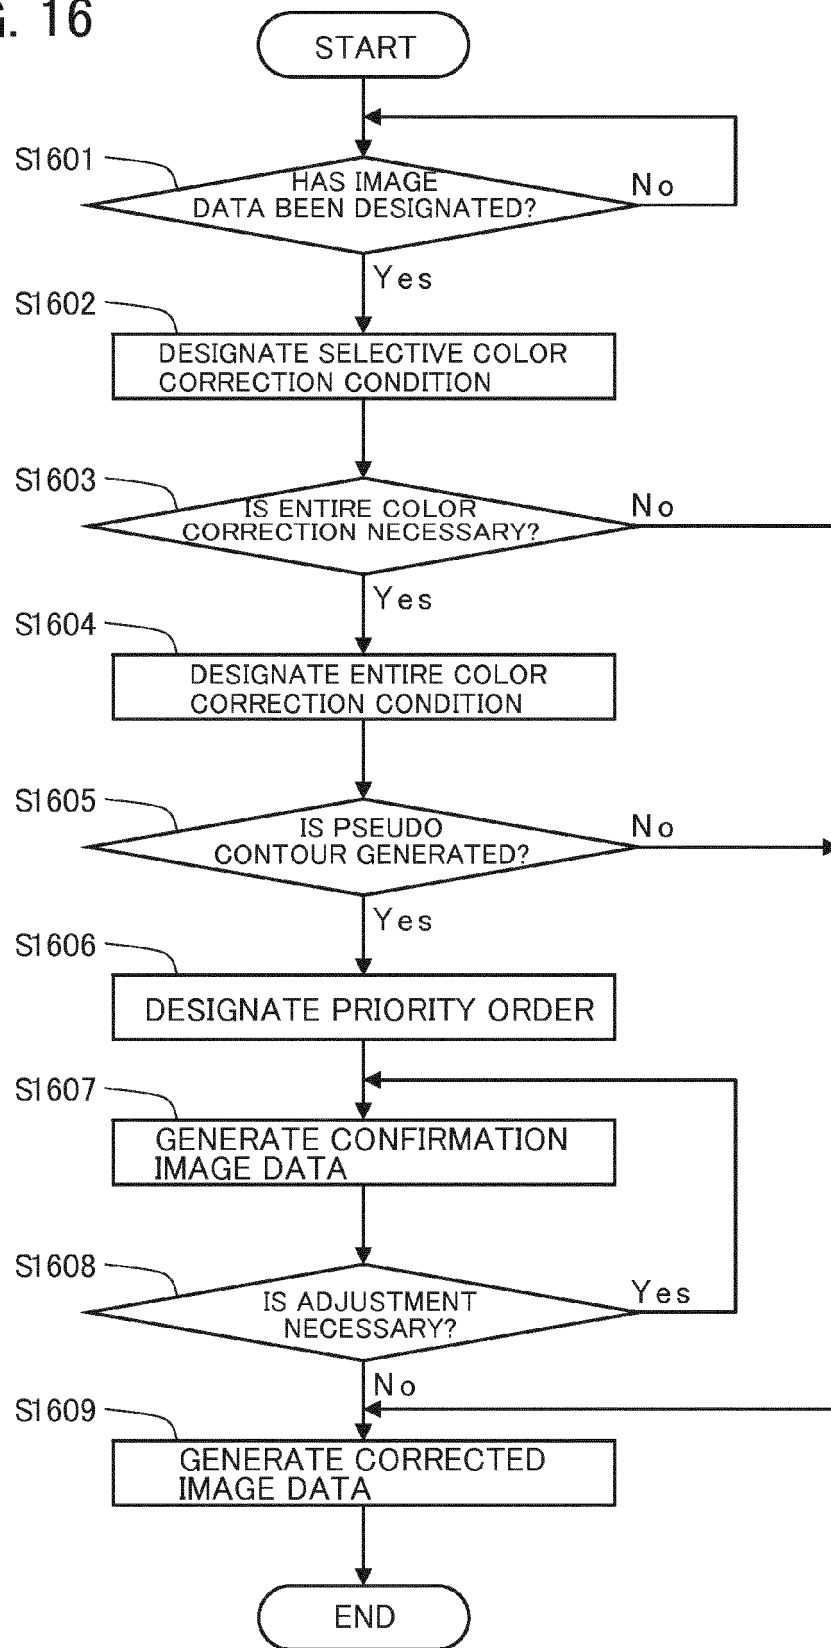 G. 16
START
S1601
HAS IMAGE
DATA BEEN DESIGNATED?
No
Yes
S1602
DESIGNATE SELECTIVE COLOR
CORRECTION CONDITION
S1603
IS ENTIRE COLOR
CORRECTION NECESSARY?
No
Yes
S1604
DESIGNATE ENTIRE COLOR
CORRECTION CONDITION
S1605
IS PSEUDO
CONTOUR GENERATED?
No
Yes
S1606
DESIGNATE PRIORITY ORDER
S1607
GENERATE CONFIRMATION
IMAGE DATA
S1608
IS ADJUSTMENT
NECESSARY?
Yes
No
S1609
GENERATE CORRECTED
IMAGE DATA
END